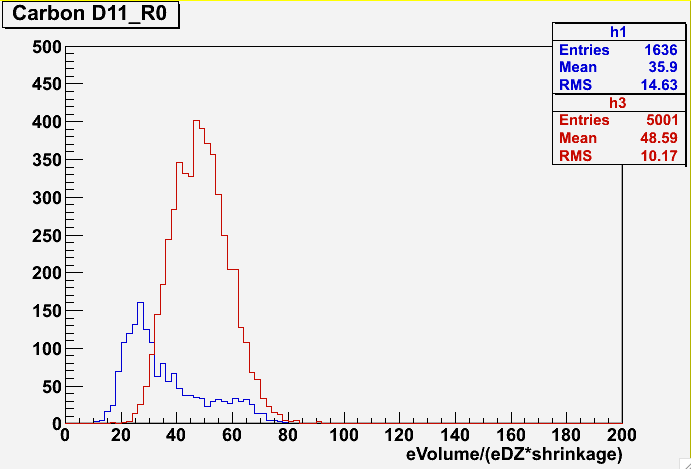 Carbon D11_R0
h1
Entries 1636
Mean 35.9
RMS 14.63
h3
Entries 5001
Mean 48.59
RMS 10.17
500
450
400
350
300
250
200
150
100
50
0
0 20 40 60 80 100 120 140 160 180 200
eVolume/(eDZ*shrinkage)